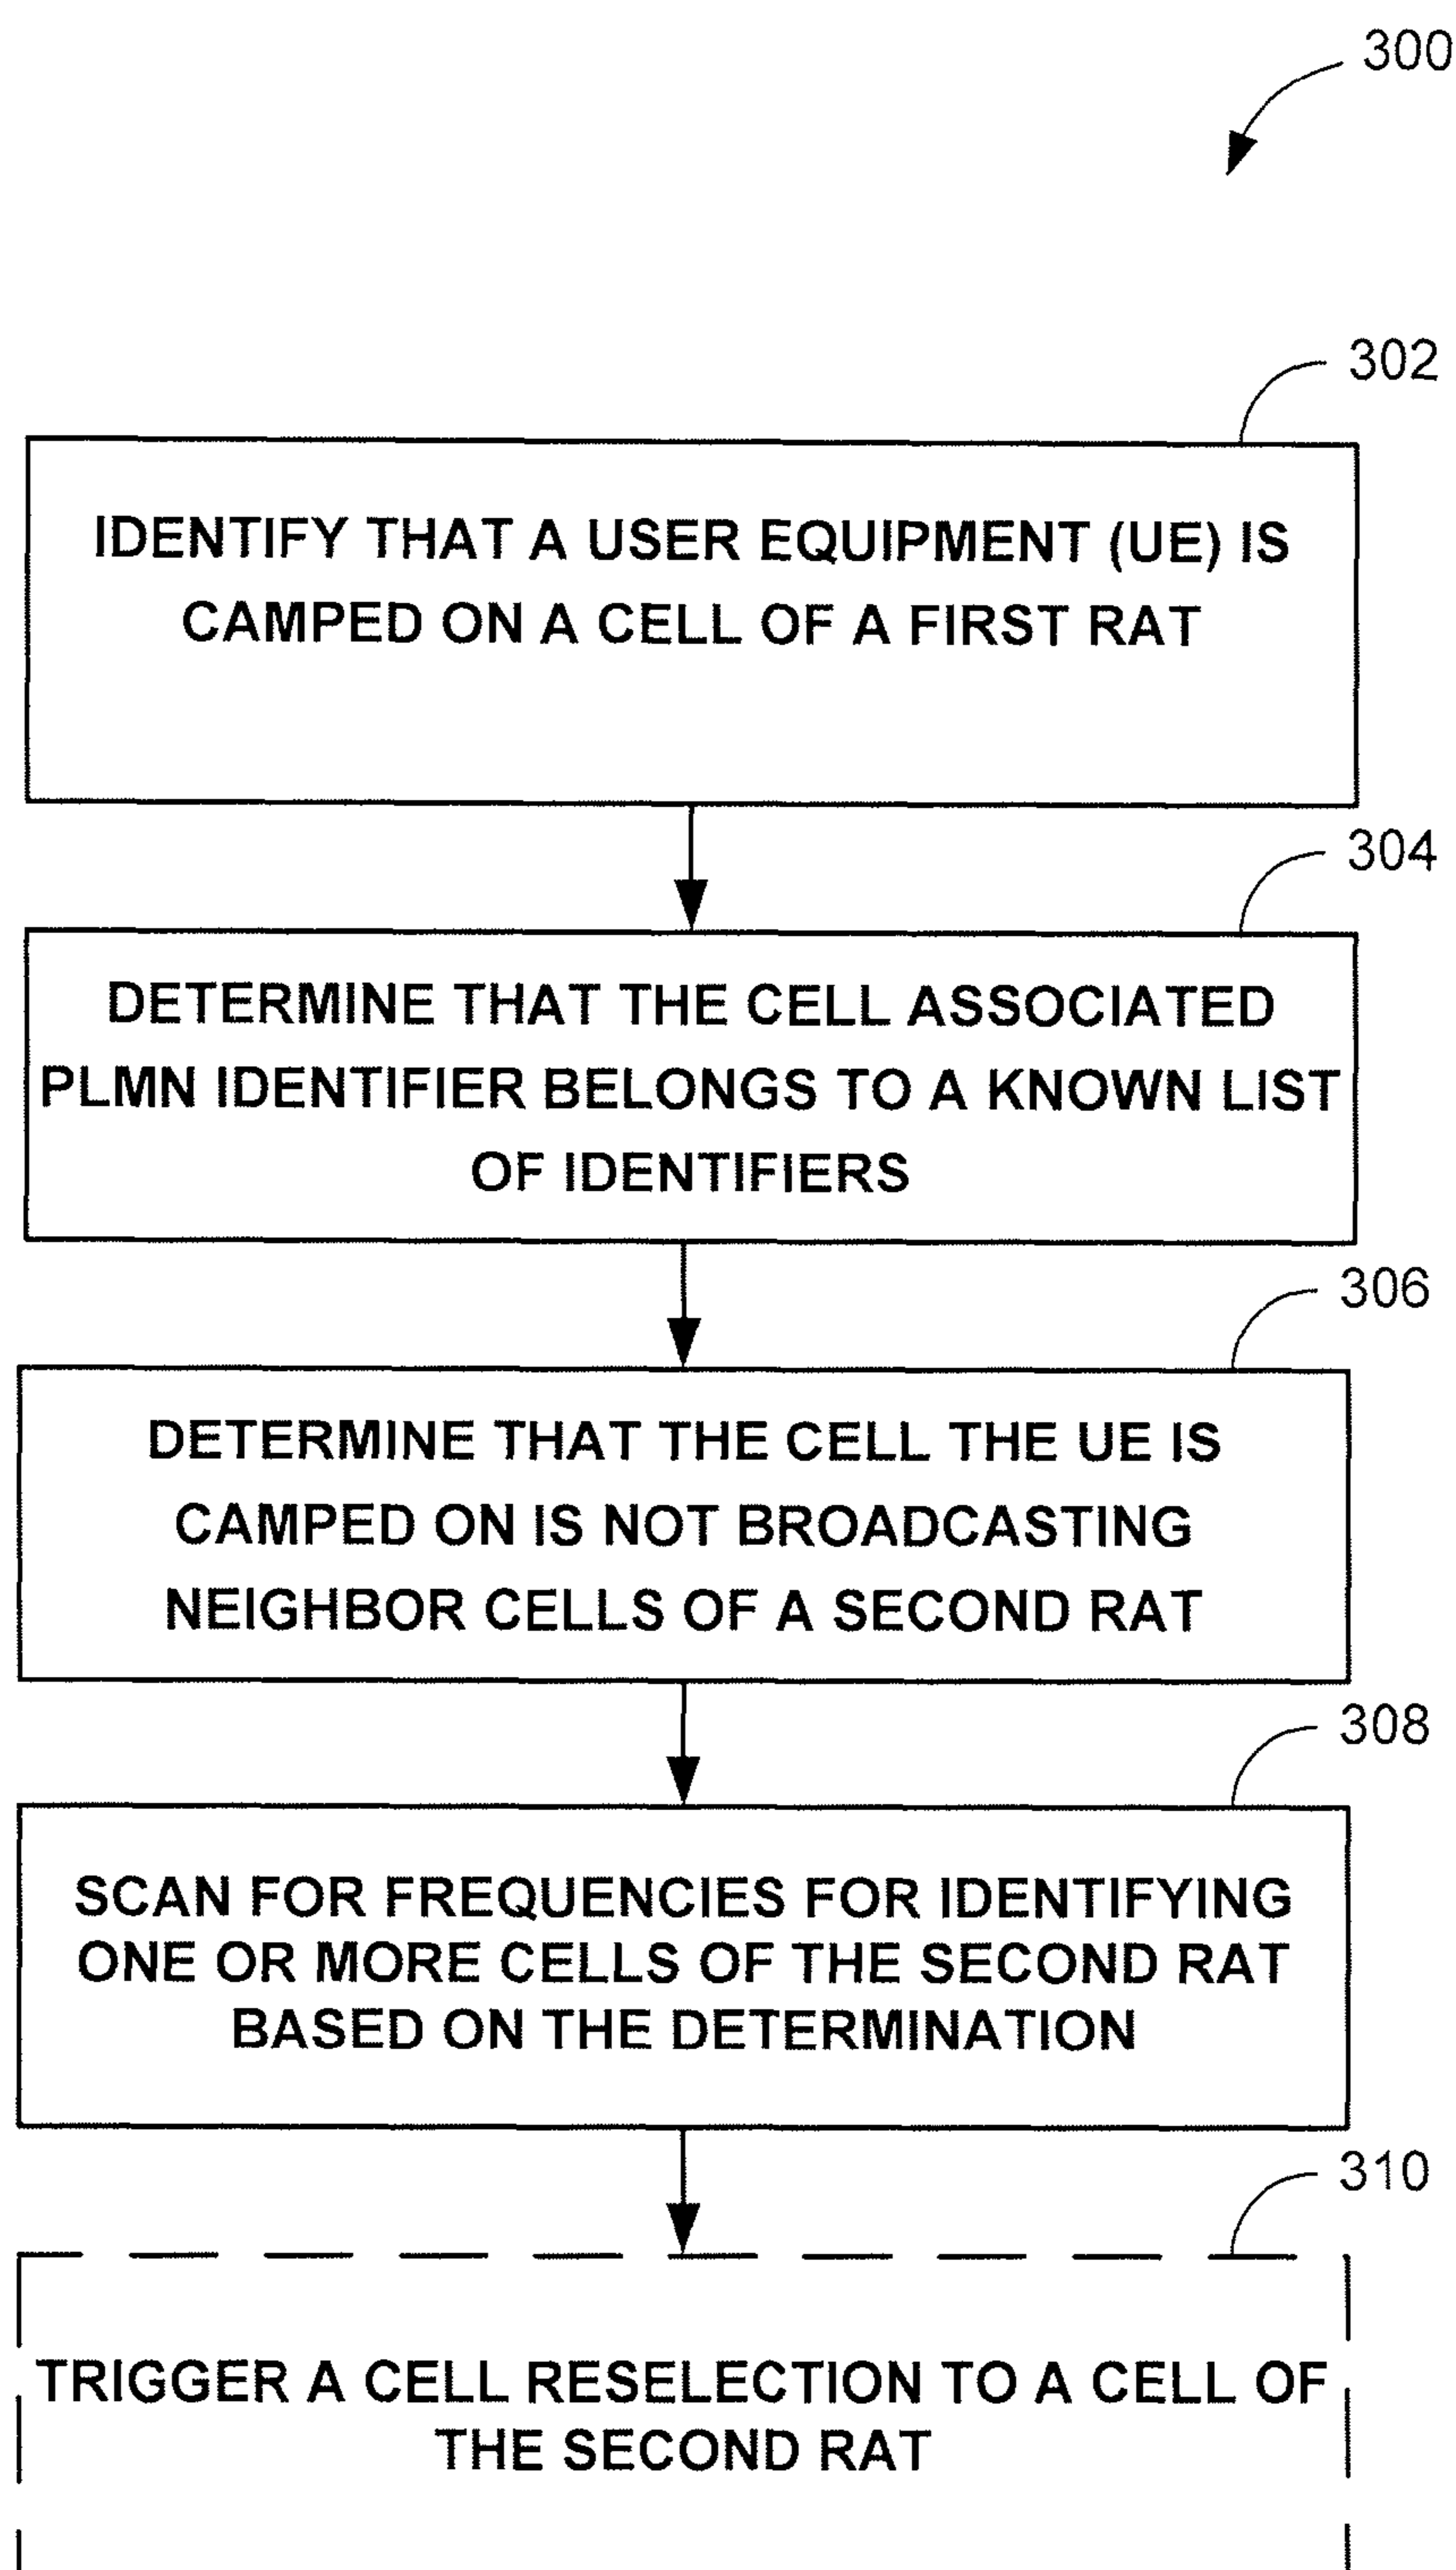 300
302
IDENTIFY THAT A USER EQUIPMENT (UE) IS
CAMPED ON A CELL OF A FIRST RAT
304
DETERMINE THAT THE CELL ASSOCIATED
PLMN IDENTIFIER BELONGS TO A KNOWN LIST
OF IDENTIFIERS
306
DETERMINE THAT THE CELL THE UE IS
CAMPED ON IS NOT BROADCASTING
NEIGHBOR CELLS OF A SECOND RAT
308
SCAN FOR FREQUENCIES FOR IDENTIFYING
ONE OR MORE CELLS OF THE SECOND RAT
BASED ON THE DETERMINATION
310
TRIGGER A CELL RESELECTION TO A CELL OF
THE SECOND RAT